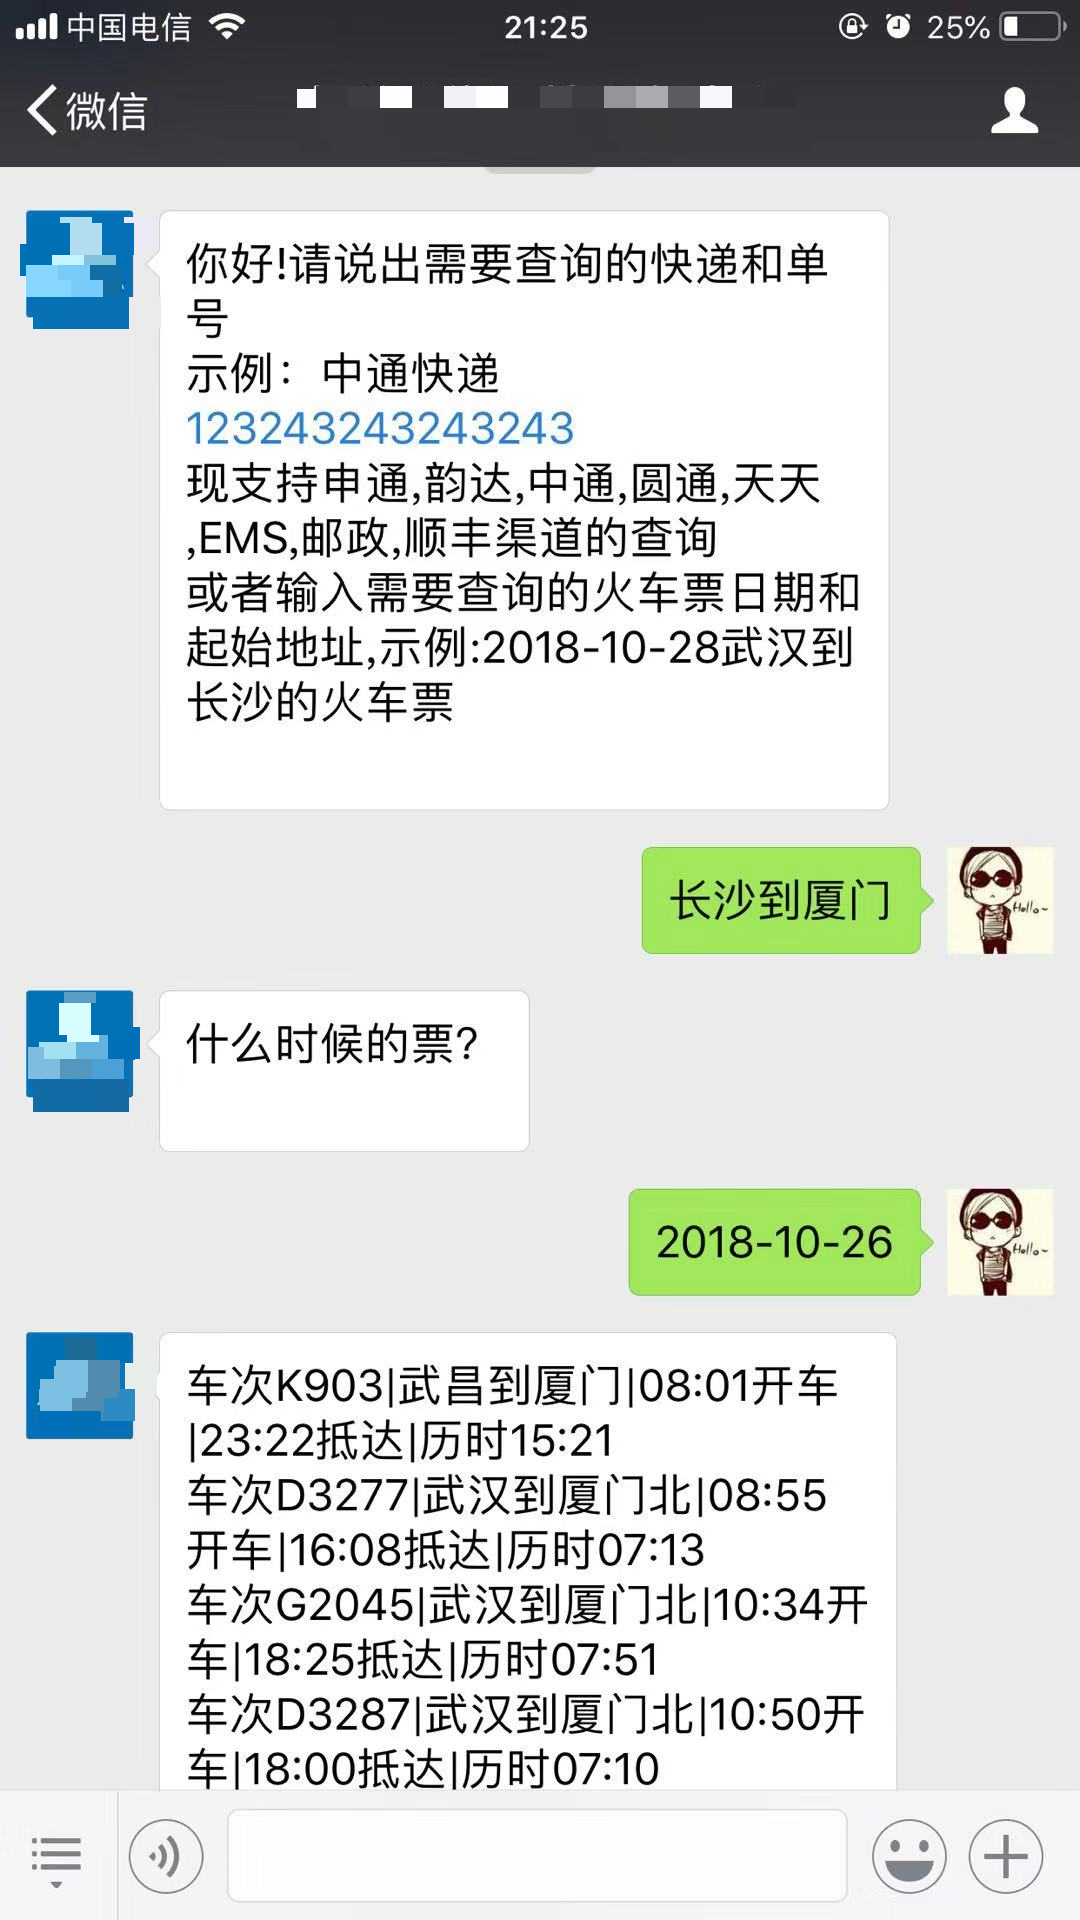 中国电信
21:25
25%
微信
你好!请说出需要查询的快递和单
号
示例：中通快递
123243243243243
现支持申通,韵达,中通,圆通,天天
,EMS,邮政,顺丰渠道的查询
或者输入需要查询的火车票日期和
起始地址,示例:2018-10-28武汉到
长沙的火车票
长沙到厦门
Hello~
什么时候的票?
2018-10-26
Hello~
车次K903|武昌到厦门|08:01开车
|23:22抵达|历时15:21
车次D3277|武汉到厦门北|08:55
开车|16:08抵达|历时07:13
车次G2045|武汉到厦门北|10:34开
车|18:25抵达|历时07:51
车次D3287|武汉到厦门北|10:50开
车|18:00抵达|历时07:10